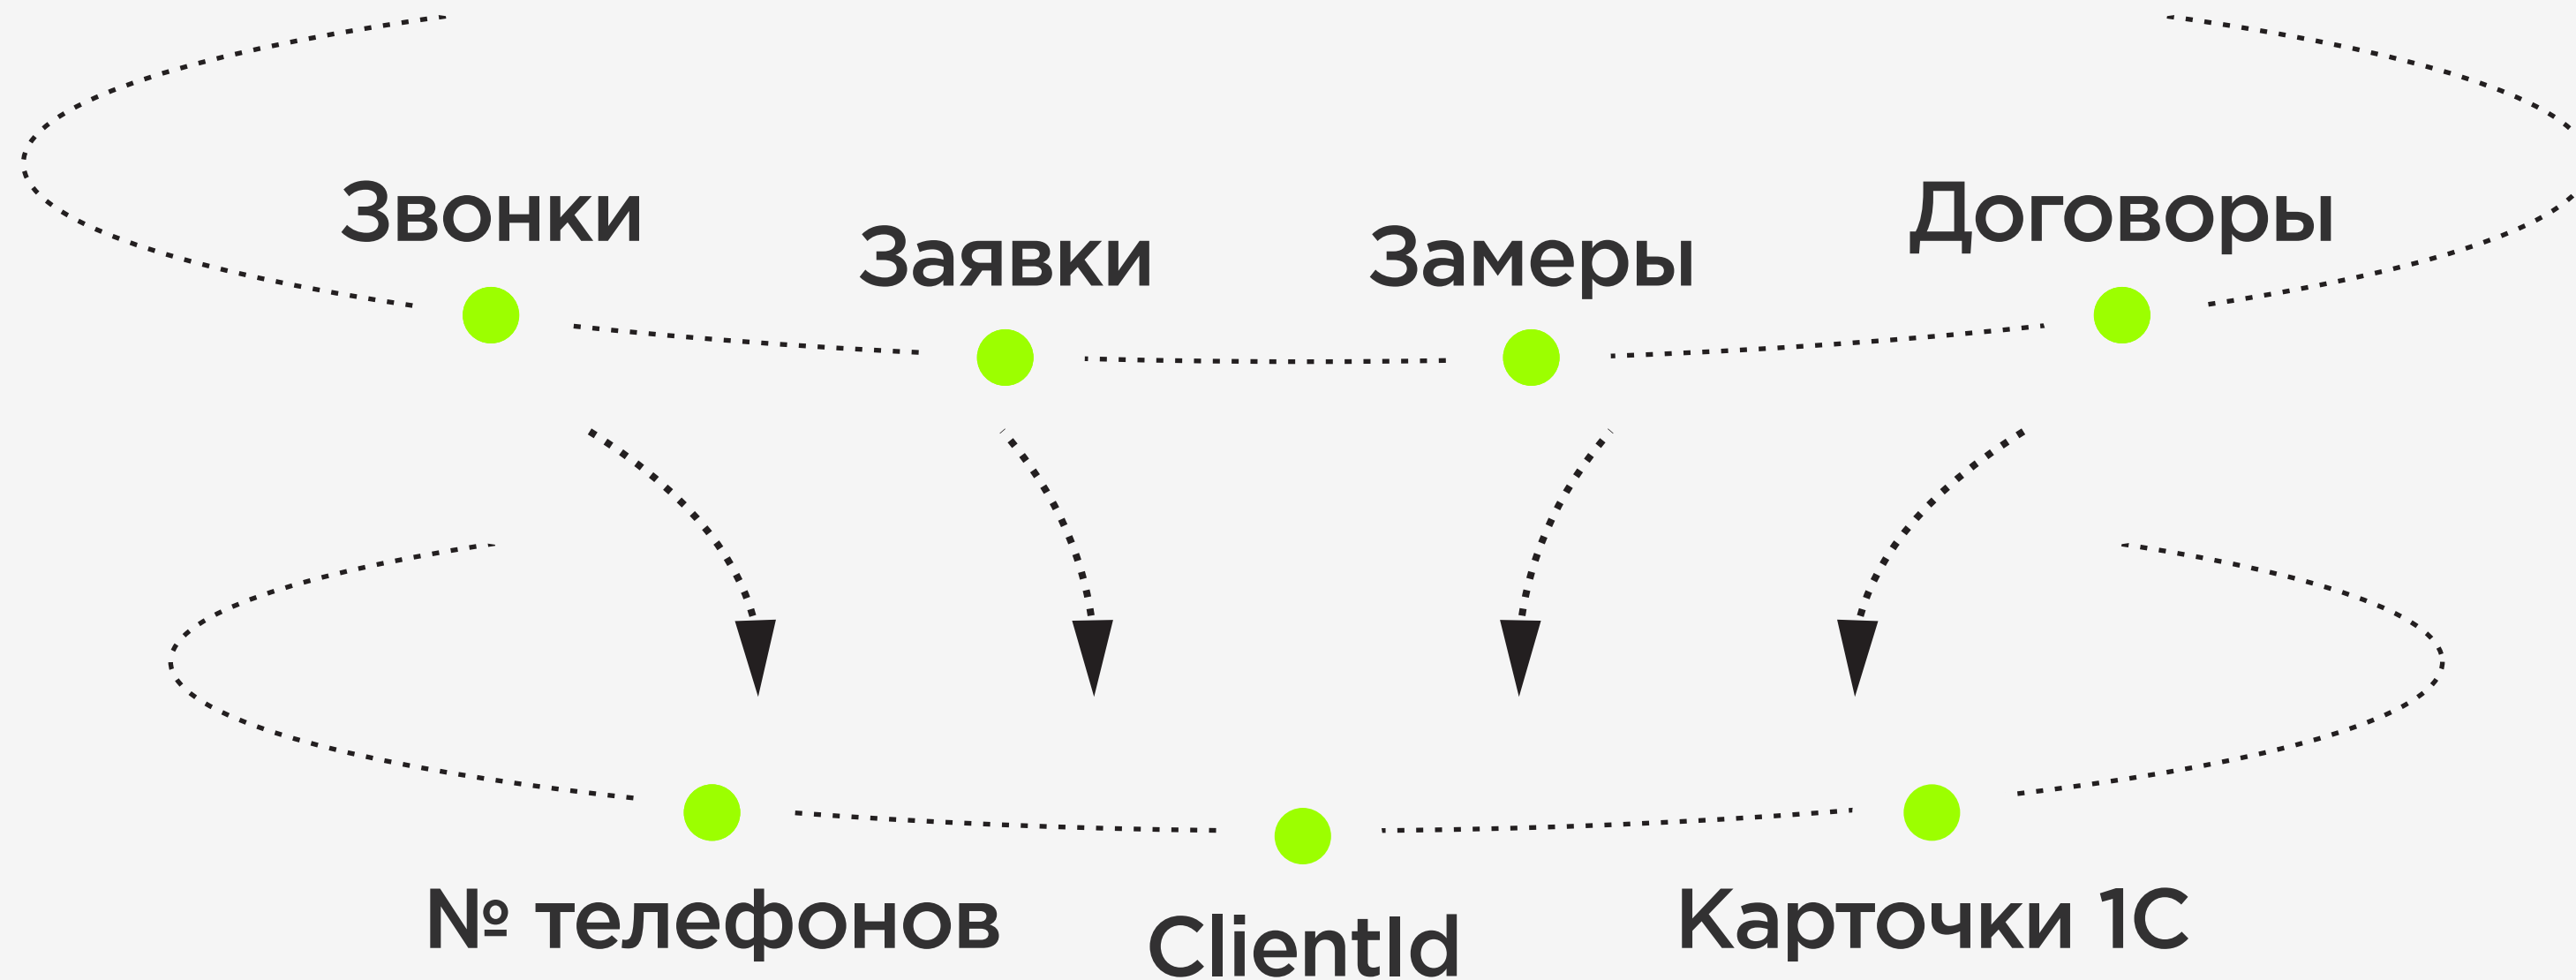 Звонки
Заявки
Замеры
Договоры
№ телефонов
ClientId
Карточки 1С